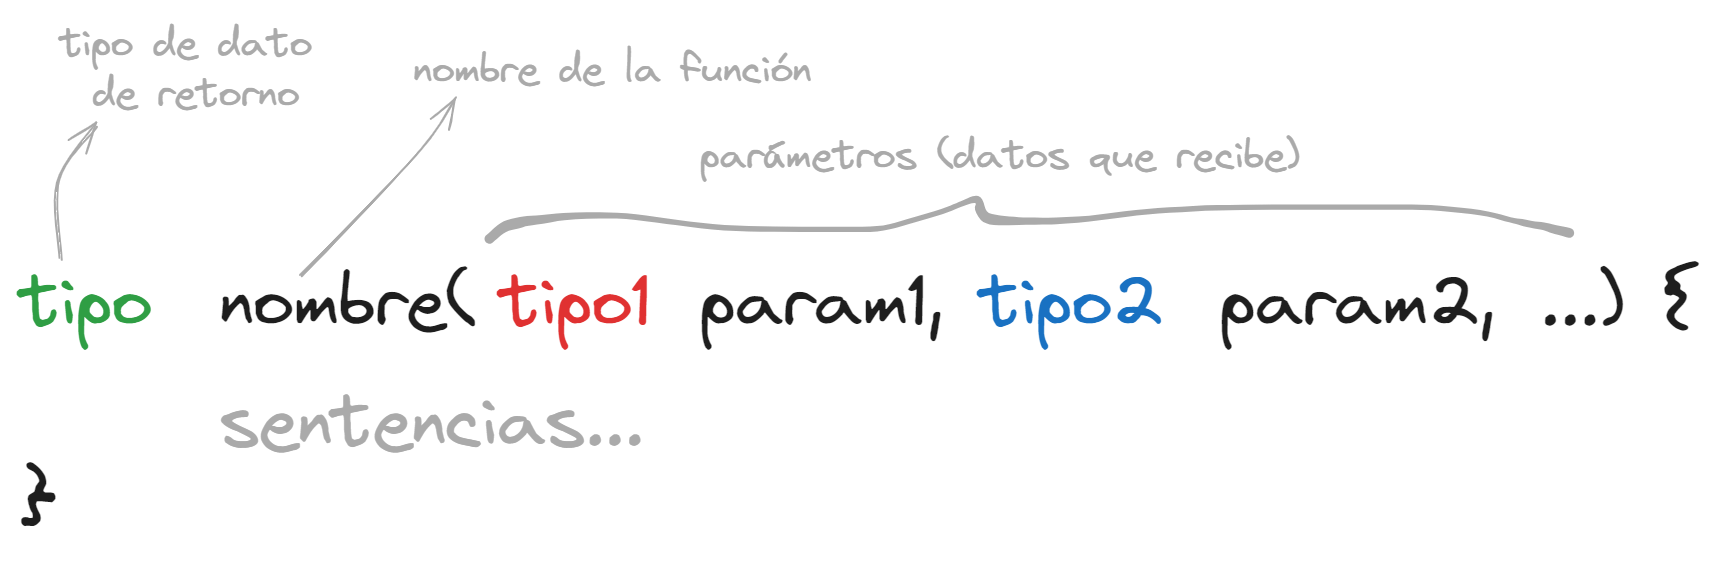 tipo de dato
de retorno
nombre de la función
parámetros (datos que recibe)
tipo nombre( tipo1 param1, tipo2 param2, ...) {
sentencias...
}